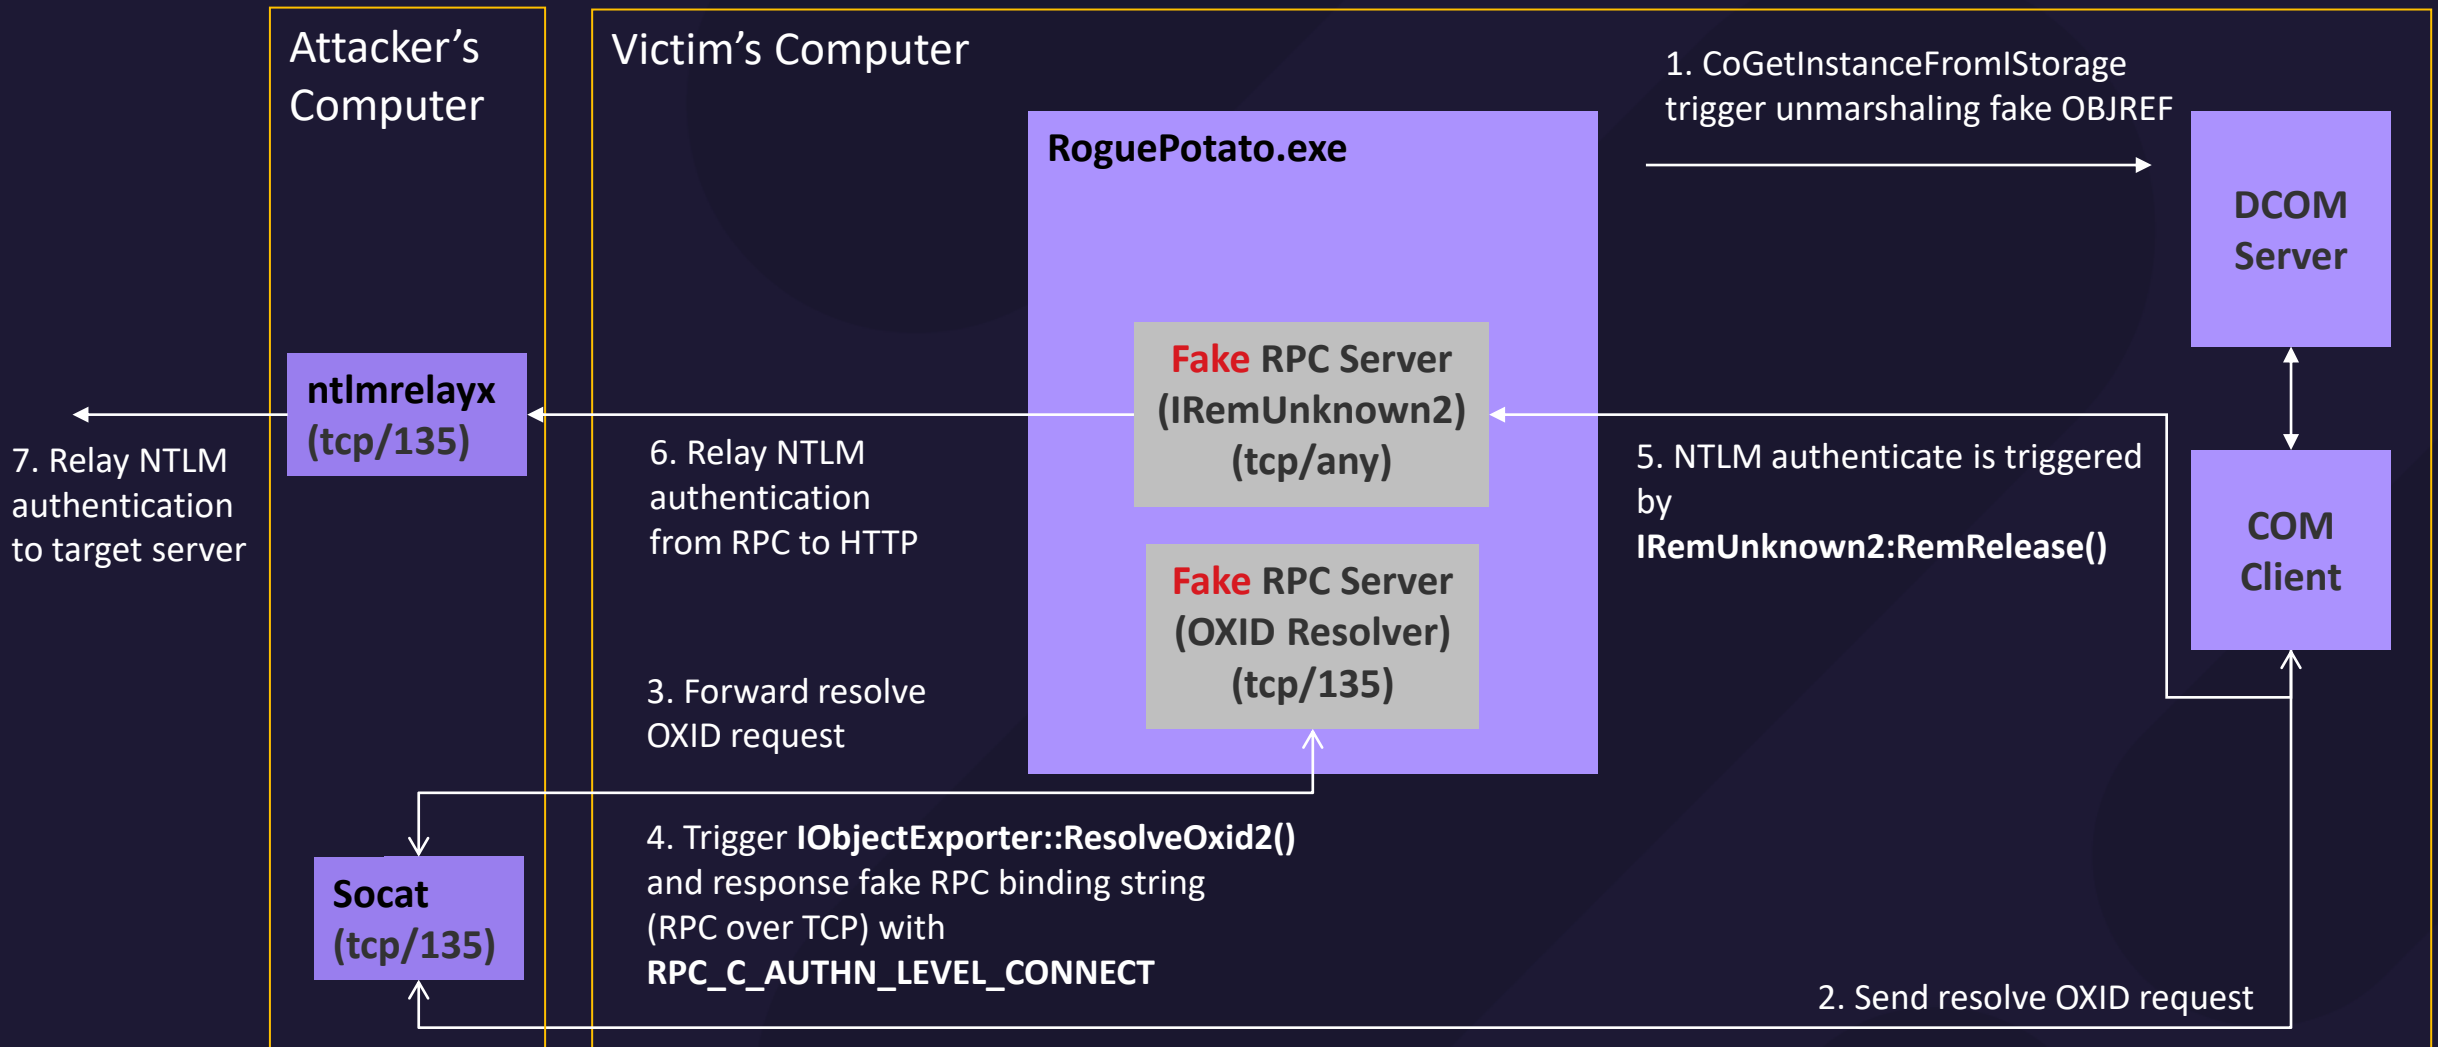 Attacker's
Computer
Victim's Computer
1. CoGetInstanceFromIStorage
trigger unmarshaling fake OBJREF
RoguePotato.exe
DCOM
Server
Fake RPC Server
(IRemUnknown2)
(tcp/any)
ntlmrelayx
(tcp/135)
7. Relay NTLM
authentication
to target server
6. Relay NTLM
authentication
from RPC to HTTP
5. NTLM authenticate is triggered
by
IRemUnknown2:RemRelease()
COM
Client
Fake RPC Server
(OXID Resolver)
(tcp/135)
3. Forward resolve
OXID request
4. Trigger IObjectExporter::ResolveOxid2()
and response fake RPC binding string
(RPC over TCP) with
RPC_C_AUTHN_LEVEL_CONNECT
Socat
(tcp/135)
2. Send resolve OXID request